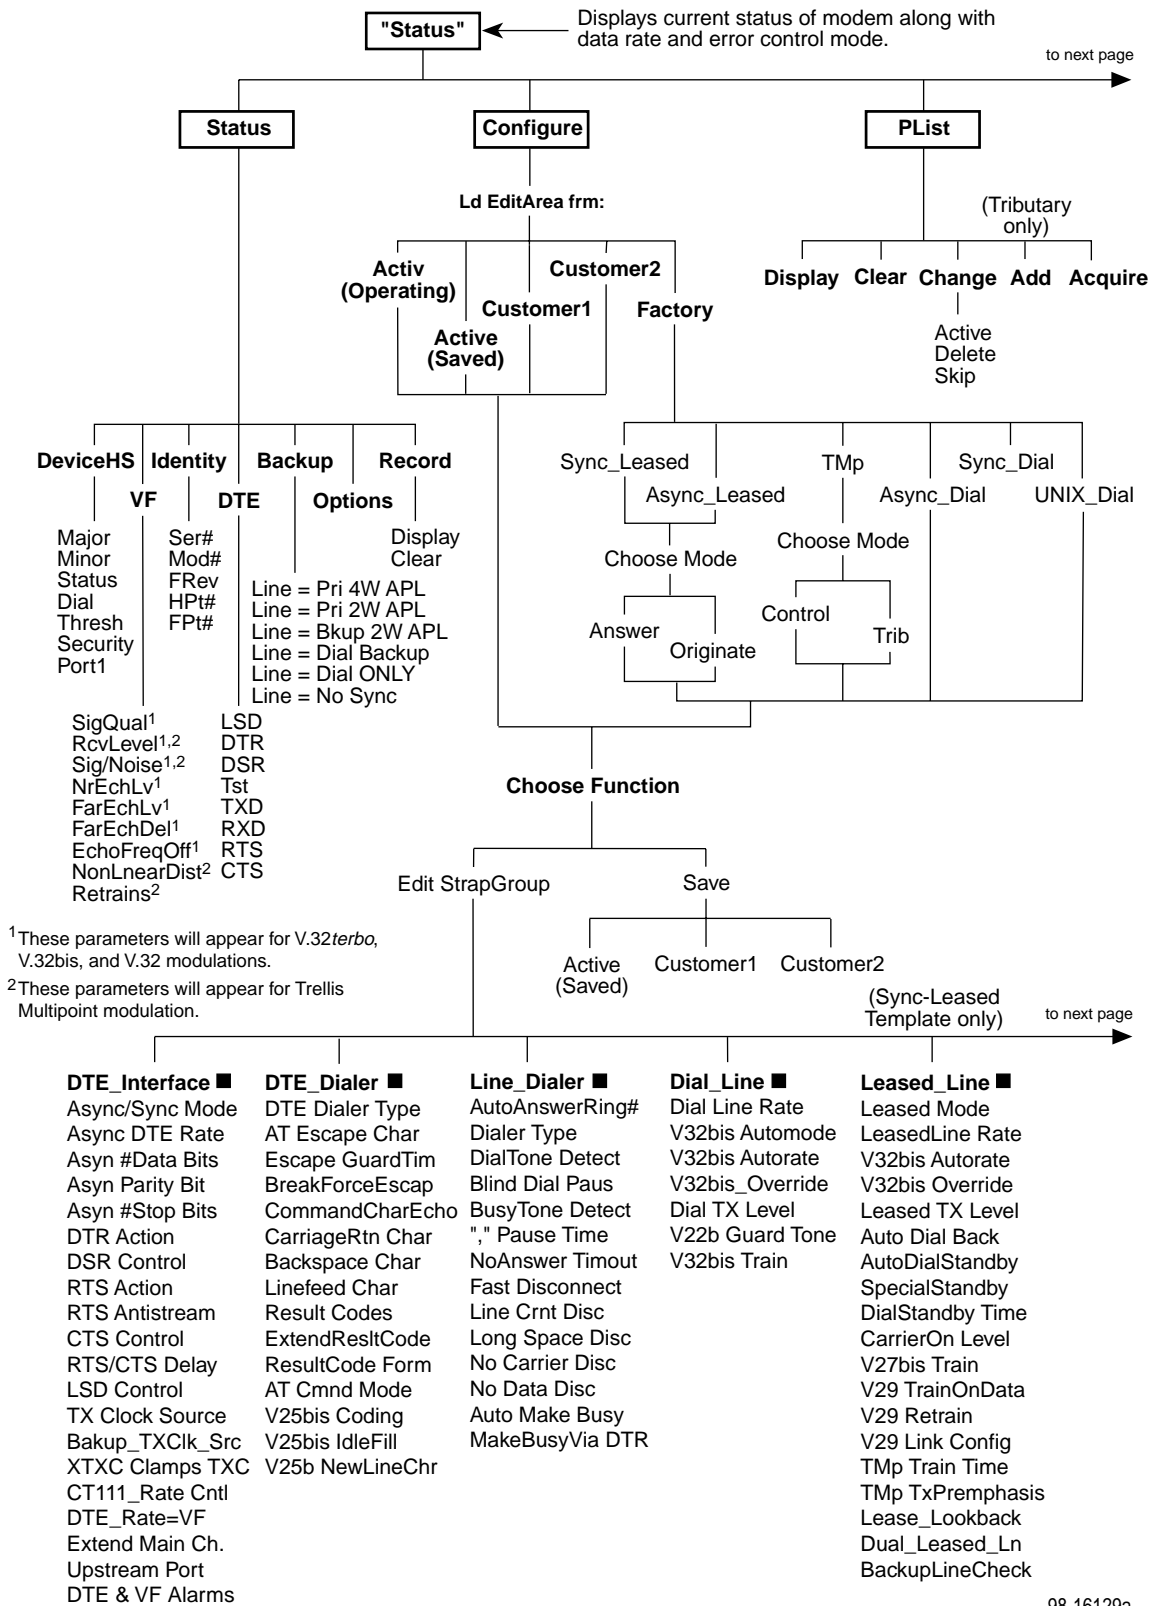 "Status"
Displays current status of modem along with
data rate and error control mode.
to next page
Status
Configure
PList
Ld EditArea frm:
(Tributary
only)
Activ
(Operating)
Active
(Saved)
Customer1
Customer2
Factory
Display
Clear
Change
Add
Acquire
Active
Delete
Skip
DeviceHS
Identity
Backup
Record
VF
DTE
Options
Major
Minor
Status
Dial
Thresh
Security
Port1
Ser#
Mod#
FRev
HPt#
FPt#
Display
Clear
Line = Pri 4W APL
Line = Pri 2W APL
Line = Bkup 2W APL
Line = Dial Backup
Line = Dial ONLY
Line = No Sync
SigQual1
RcvLevel1,2
Sig/Noise1,2
NrEchLv1
FarEchLv1
FarEchDel1
EchoFreqOff1
NonLnearDist2
Retrains2
LSD
DTR
DSR
Tst
TXD
RXD
RTS
CTS
Sync_Leased
Async_Leased
TMp
Async_Dial
Sync_Dial
UNIX_Dial
Choose Mode
Answer
Originate
Choose Mode
Control
Trib
Choose Function
Edit StrapGroup
Save
Active
(Saved)
Customer1
Customer2
1These parameters will appear for V.32terbo,
V.32bis, and V.32 modulations.
2These parameters will appear for Trellis
Multipoint modulation.
(Sync-Leased
Template only)
to next page
DTE_Interface ■
Async/Sync Mode
Async DTE Rate
Asyn #Data Bits
Asyn Parity Bit
Asyn #Stop Bits
DTR Action
DSR Control
RTS Action
RTS Antistream
CTS Control
RTS/CTS Delay
LSD Control
TX Clock Source
Bakup_TXClk_Src
XTXC Clamps TXC
CT111_Rate Cntl
DTE_Rate=VF
Extend Main Ch.
Upstream Port
DTE & VF Alarms
DTE_Dialer ■
DTE Dialer Type
AT Escape Char
Escape GuardTim
BreakForceEscap
CommandCharEcho
CarriageRtn Char
Backspace Char
Linefeed Char
Result Codes
ExtendResltCode
ResultCode Form
AT Cmnd Mode
V25bis Coding
V25bis IdleFill
V25b NewLineChr
Line_Dialer ■
AutoAnswerRing#
Dialer Type
DialTone Detect
Blind Dial Paus
BusyTone Detect
"," Pause Time
NoAnswer Timout
Fast Disconnect
Line Crnt Disc
Long Space Disc
No Carrier Disc
No Data Disc
Auto Make Busy
MakeBusyVia DTR
Dial_Line ■
Dial Line Rate
V32bis Automode
V32bis Autorate
V32bis_Override
Dial TX Level
V22b Guard Tone
V32bis Train
Leased_Line ■
Leased Mode
LeasedLine Rate
V32bis Autorate
V32bis Override
Leased TX Level
Auto Dial Back
AutoDialStandby
SpecialStandby
DialStandby Time
CarrierOn Level
V27bis Train
V29 TrainOnData
V29 Retrain
V29 Link Config
TMp Train Time
TMp TxPremphasis
Lease_Lookback
Dual_Leased_Ln
BackupLineCheck
98-16129a